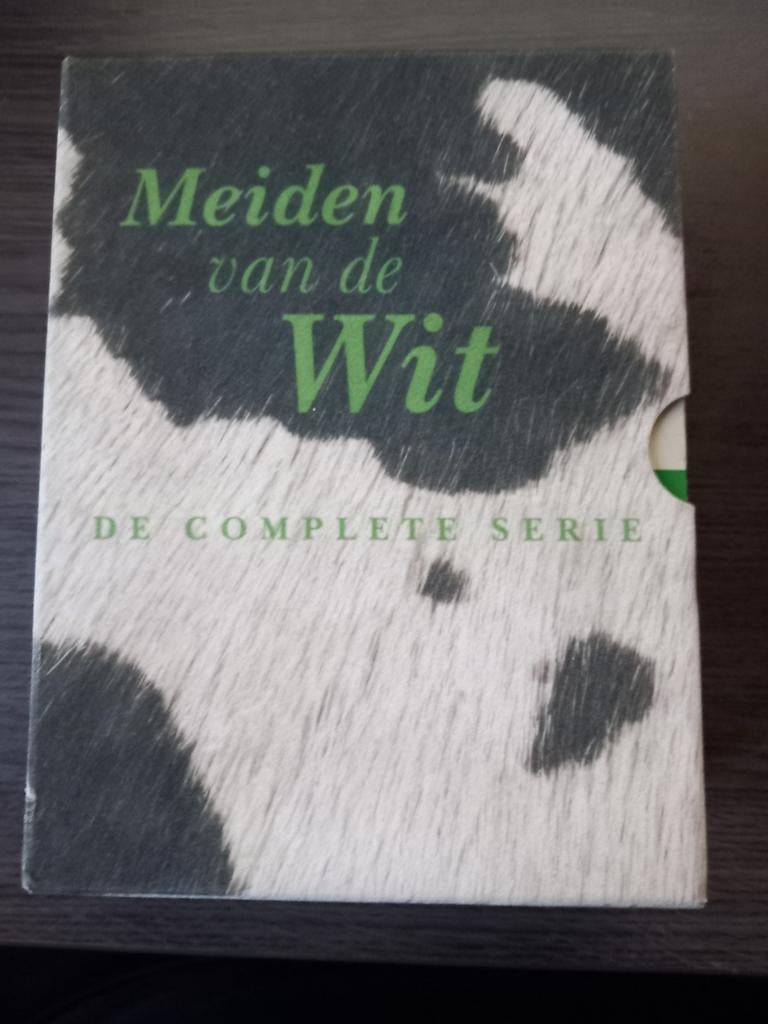 Meiden
van de
Wit
DE COMPLETE SERIE